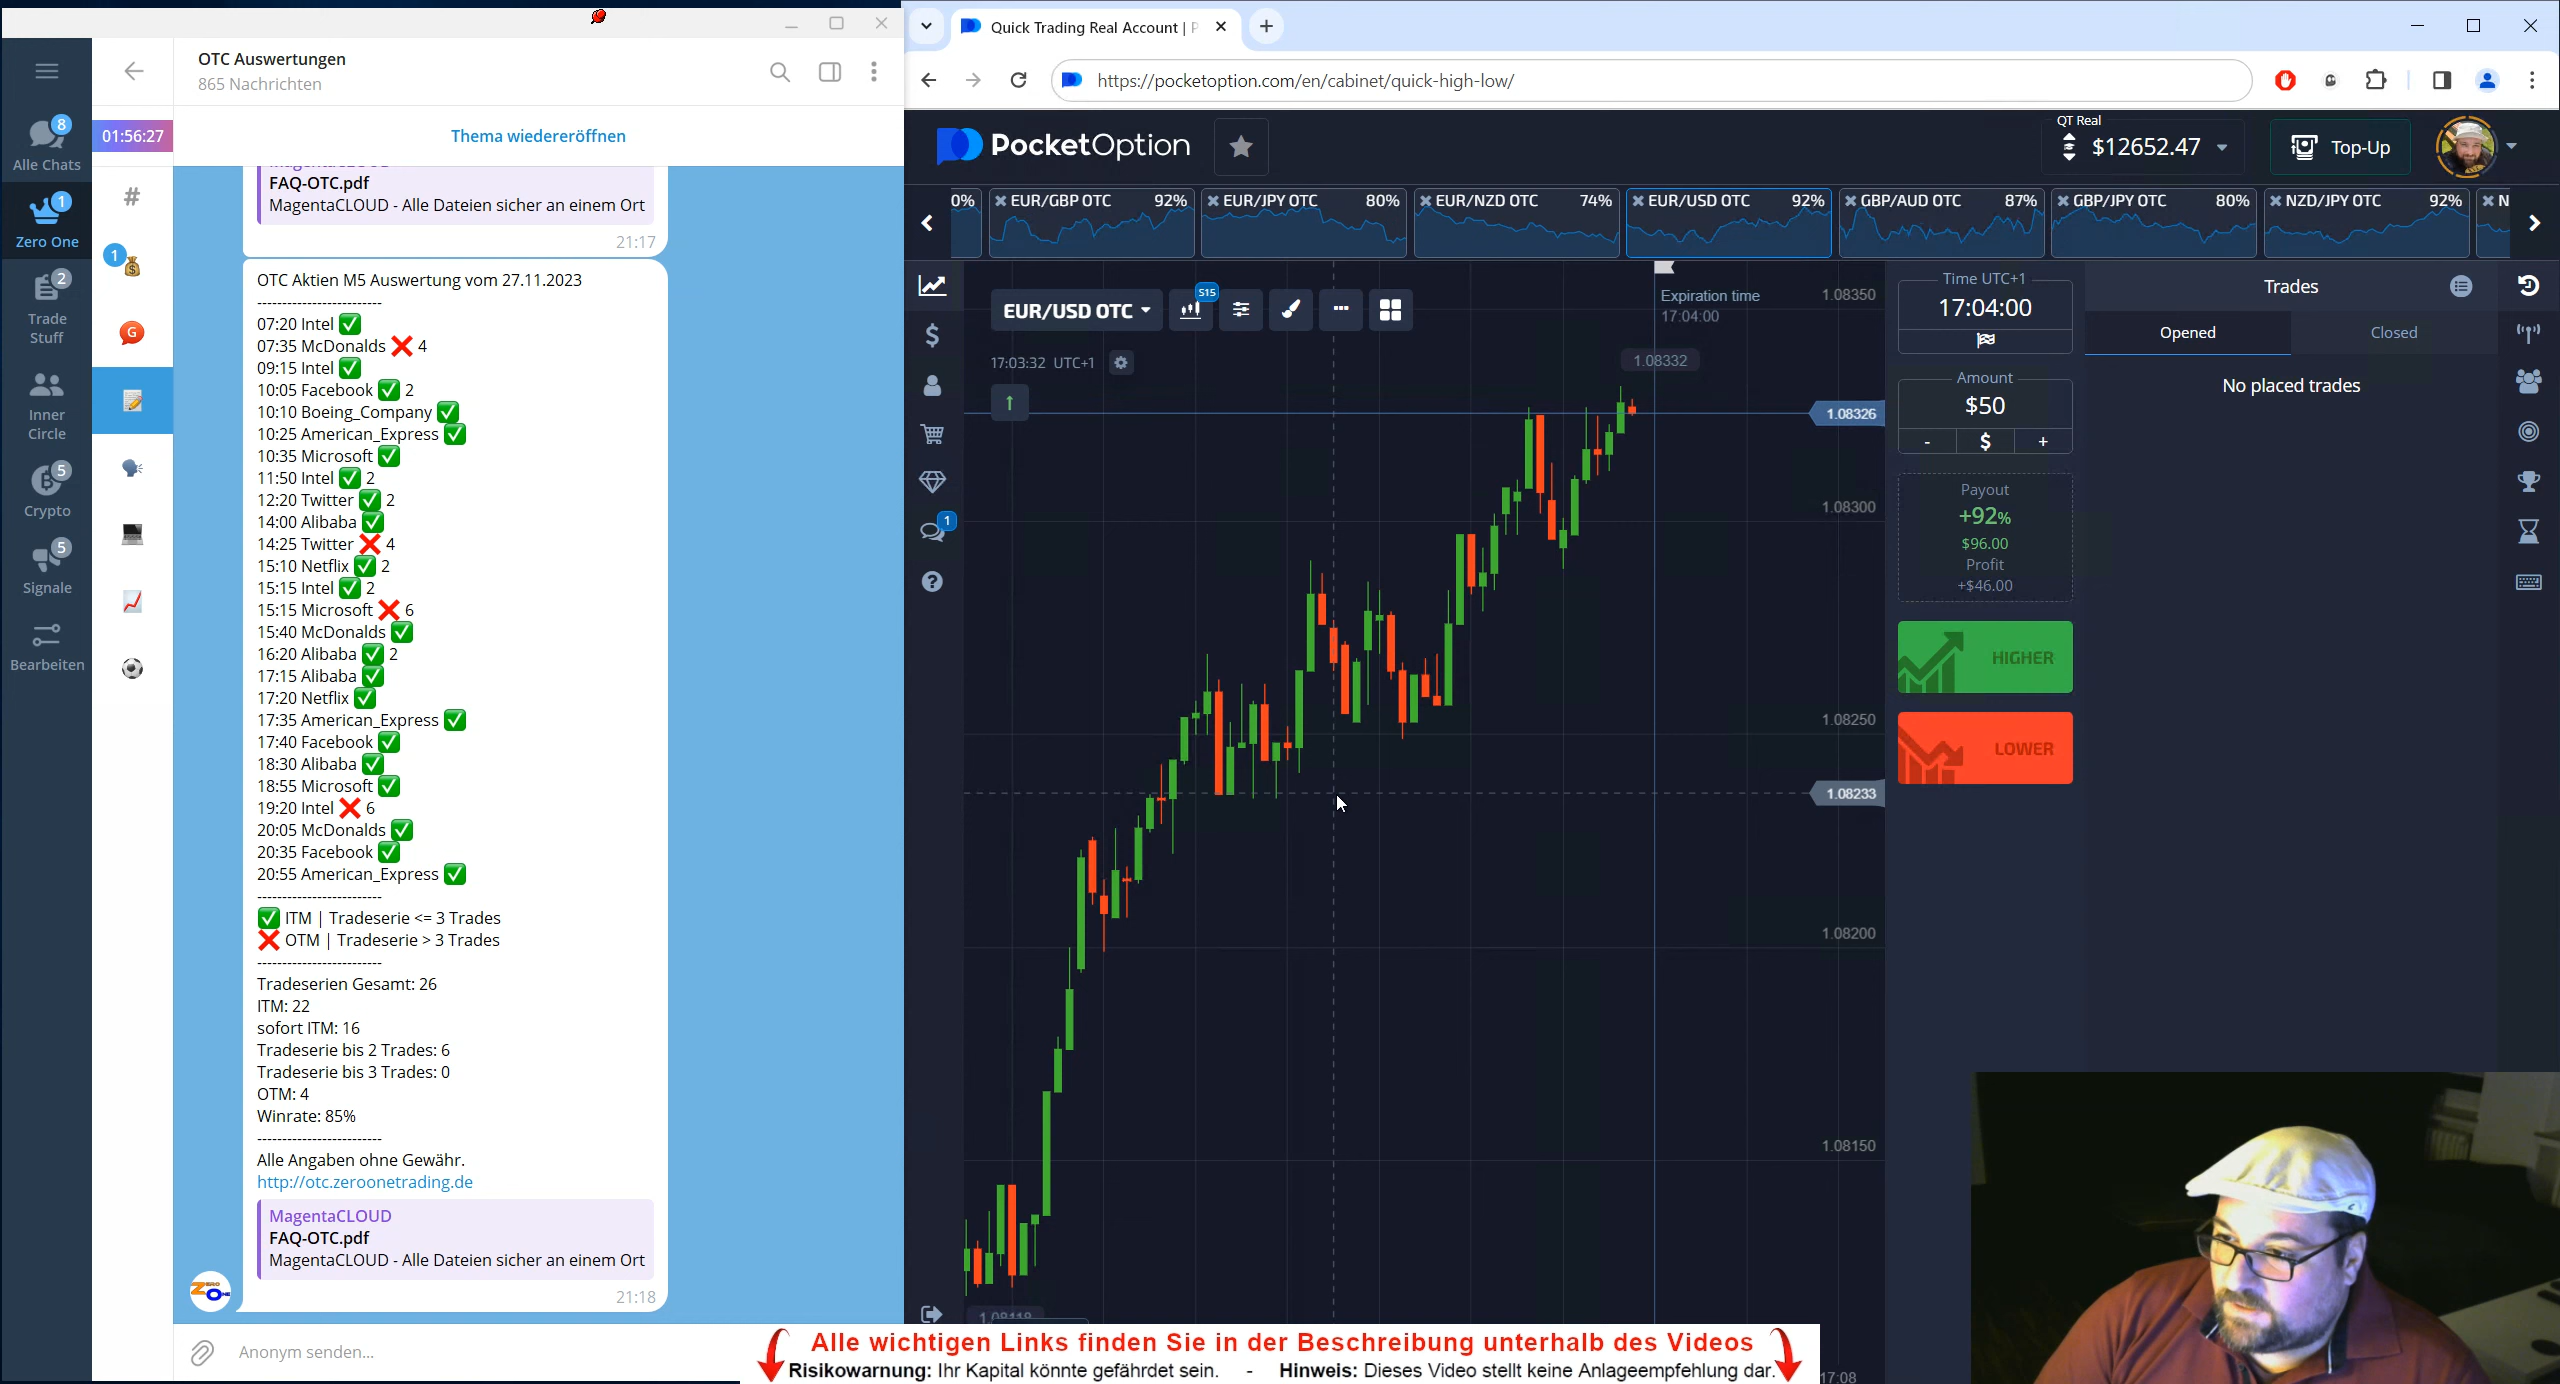 OTC Auswertungen
865 Nachrichten
01:56:27
Thema wiedereröffnen
8
Alle Chats
1
Zero One
2
Trade
Stuff
Inner
Circle
5
Crypto
5
Signale
Bearbeiten
#
1
G
FAQ-OTC.pdf
MagentaCLOUD - Alle Dateien sicher an einem Ort
21:17
OTC Aktien M5 Auswertung vom 27.11.2023
-------------------------
07:20 Intel ✅
07:35 McDonalds ❌ 4
09:15 Intel ✅
10:05 Facebook ✅ 2
10:10 Boeing_Company ✅
10:25 American_Express ✅
10:35 Microsoft ✅
11:50 Intel ✅ 2
12:20 Twitter ✅ 2
14:00 Alibaba ✅
14:25 Twitter ❌ 4
15:10 Netflix ✅ 2
15:15 Intel ✅ 2
15:15 Microsoft ❌ 6
15:40 McDonalds ✅
16:20 Alibaba ✅ 2
17:15 Alibaba ✅
17:20 Netflix ✅
17:35 American_Express ✅
17:40 Facebook ✅
18:30 Alibaba ✅
18:55 Microsoft ✅
19:20 Intel ❌ 6
20:05 McDonalds ✅
20:35 Facebook ✅
20:55 American_Express ✅
-------------------------
✅ ITM | Tradeserie <= 3 Trades
❌ OTM | Tradeserie > 3 Trades
-------------------------
Tradeserien Gesamt: 26
ITM: 22
sofort ITM: 16
Tradeserie bis 2 Trades: 6
Tradeserie bis 3 Trades: 0
OTM: 4
Winrate: 85%
-------------------------
Alle Angaben ohne Gewähr.
http://otc.zeroonetrading.de
MagentaCLOUD
FAQ-OTC.pdf
MagentaCLOUD - Alle Dateien sicher an einem Ort
21:18
ZERO ONE
Anonym senden...
Quick Trading Real Account | P
https://pocketoption.com/en/cabinet/quick-high-low/
PocketOption
QT Real
$12652.47
Top-Up
0%
EUR/GBP OTC 92%
EUR/JPY OTC 80%
EUR/NZD OTC 74%
EUR/USD OTC 92%
GBP/AUD OTC 87%
GBP/JPY OTC 80%
NZD/JPY OTC 92%
N
EUR/USD OTC
S15
17:03:32 UTC+1
1
Expiration time
17:04:00
1.08332
1.08350
1.08326
1.08300
1.08250
1.08233
1.08200
1.08150
1.08118
17:08
Time UTC+1
17:04:00
Amount
$50
- $ +
Payout
+92%
$96.00
Profit
+$46.00
HIGHER
LOWER
Trades
Opened
Closed
No placed trades
Alle wichtigen Links finden Sie in der Beschreibung unterhalb des Videos
Risikowarnung: Ihr Kapital könnte gefährdet sein. - Hinweis: Dieses Video stellt keine Anlageempfehlung dar.